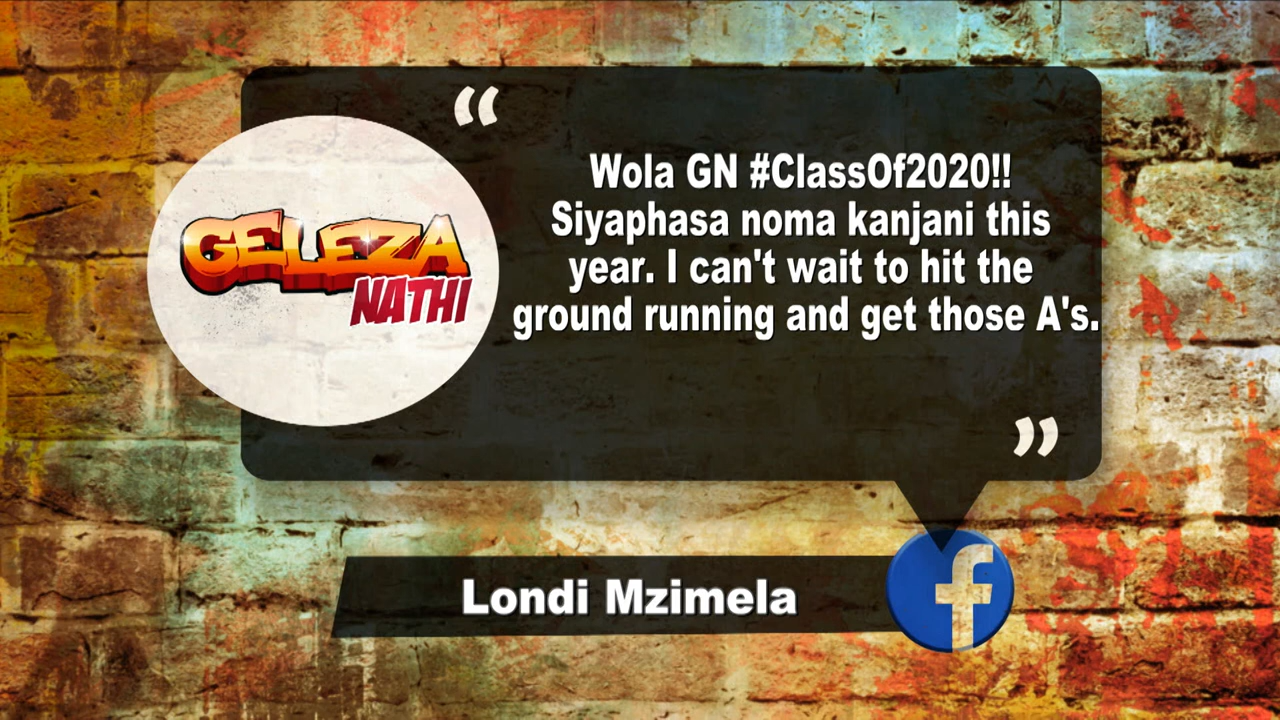 GELEZA
NATHI
“
Wola GN #ClassOf2020!!
Siyaphasa noma kanjani this
year. I can't wait to hit the
ground running and get those A's.
”
Londi Mzimela
f